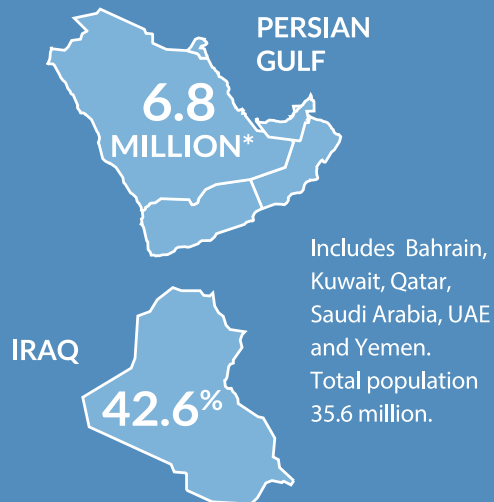 PERSIAN
GULF
6.8
MILLION*
Includes Bahrain,
Kuwait, Qatar,
Saudi Arabia, UAE
and Yemen.
Total population
35.6 million.
IRAQ
42.6%